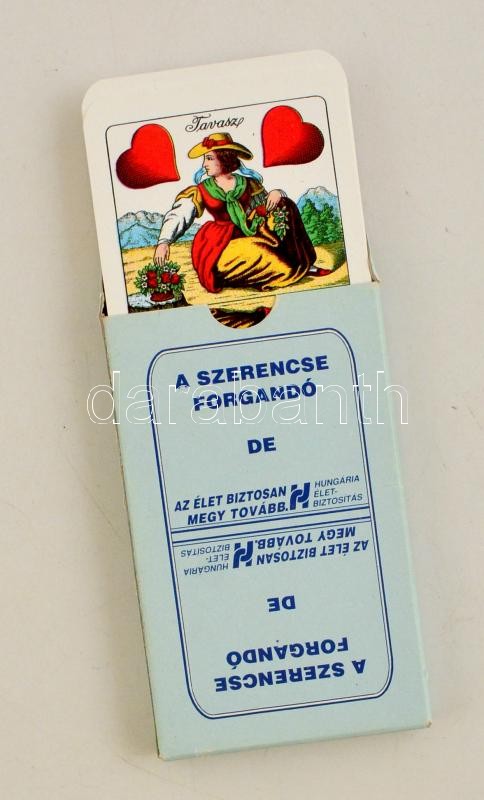 Tavasz
A SZERENCSE
FORGANDÓ
DE
AZ ÉLET BIZTOSAN
MEGY TOVÁBB.
HUNGÁRIA
ÉLET-
BIZTOSÍTÁS
AZ ÉLET BIZTOSAN
MEGY TOVÁBB.
HUNGÁRIA
ÉLET-
BIZTOSÍTÁS
DE
A SZERENCSE
FORGANDÓ
darabanth